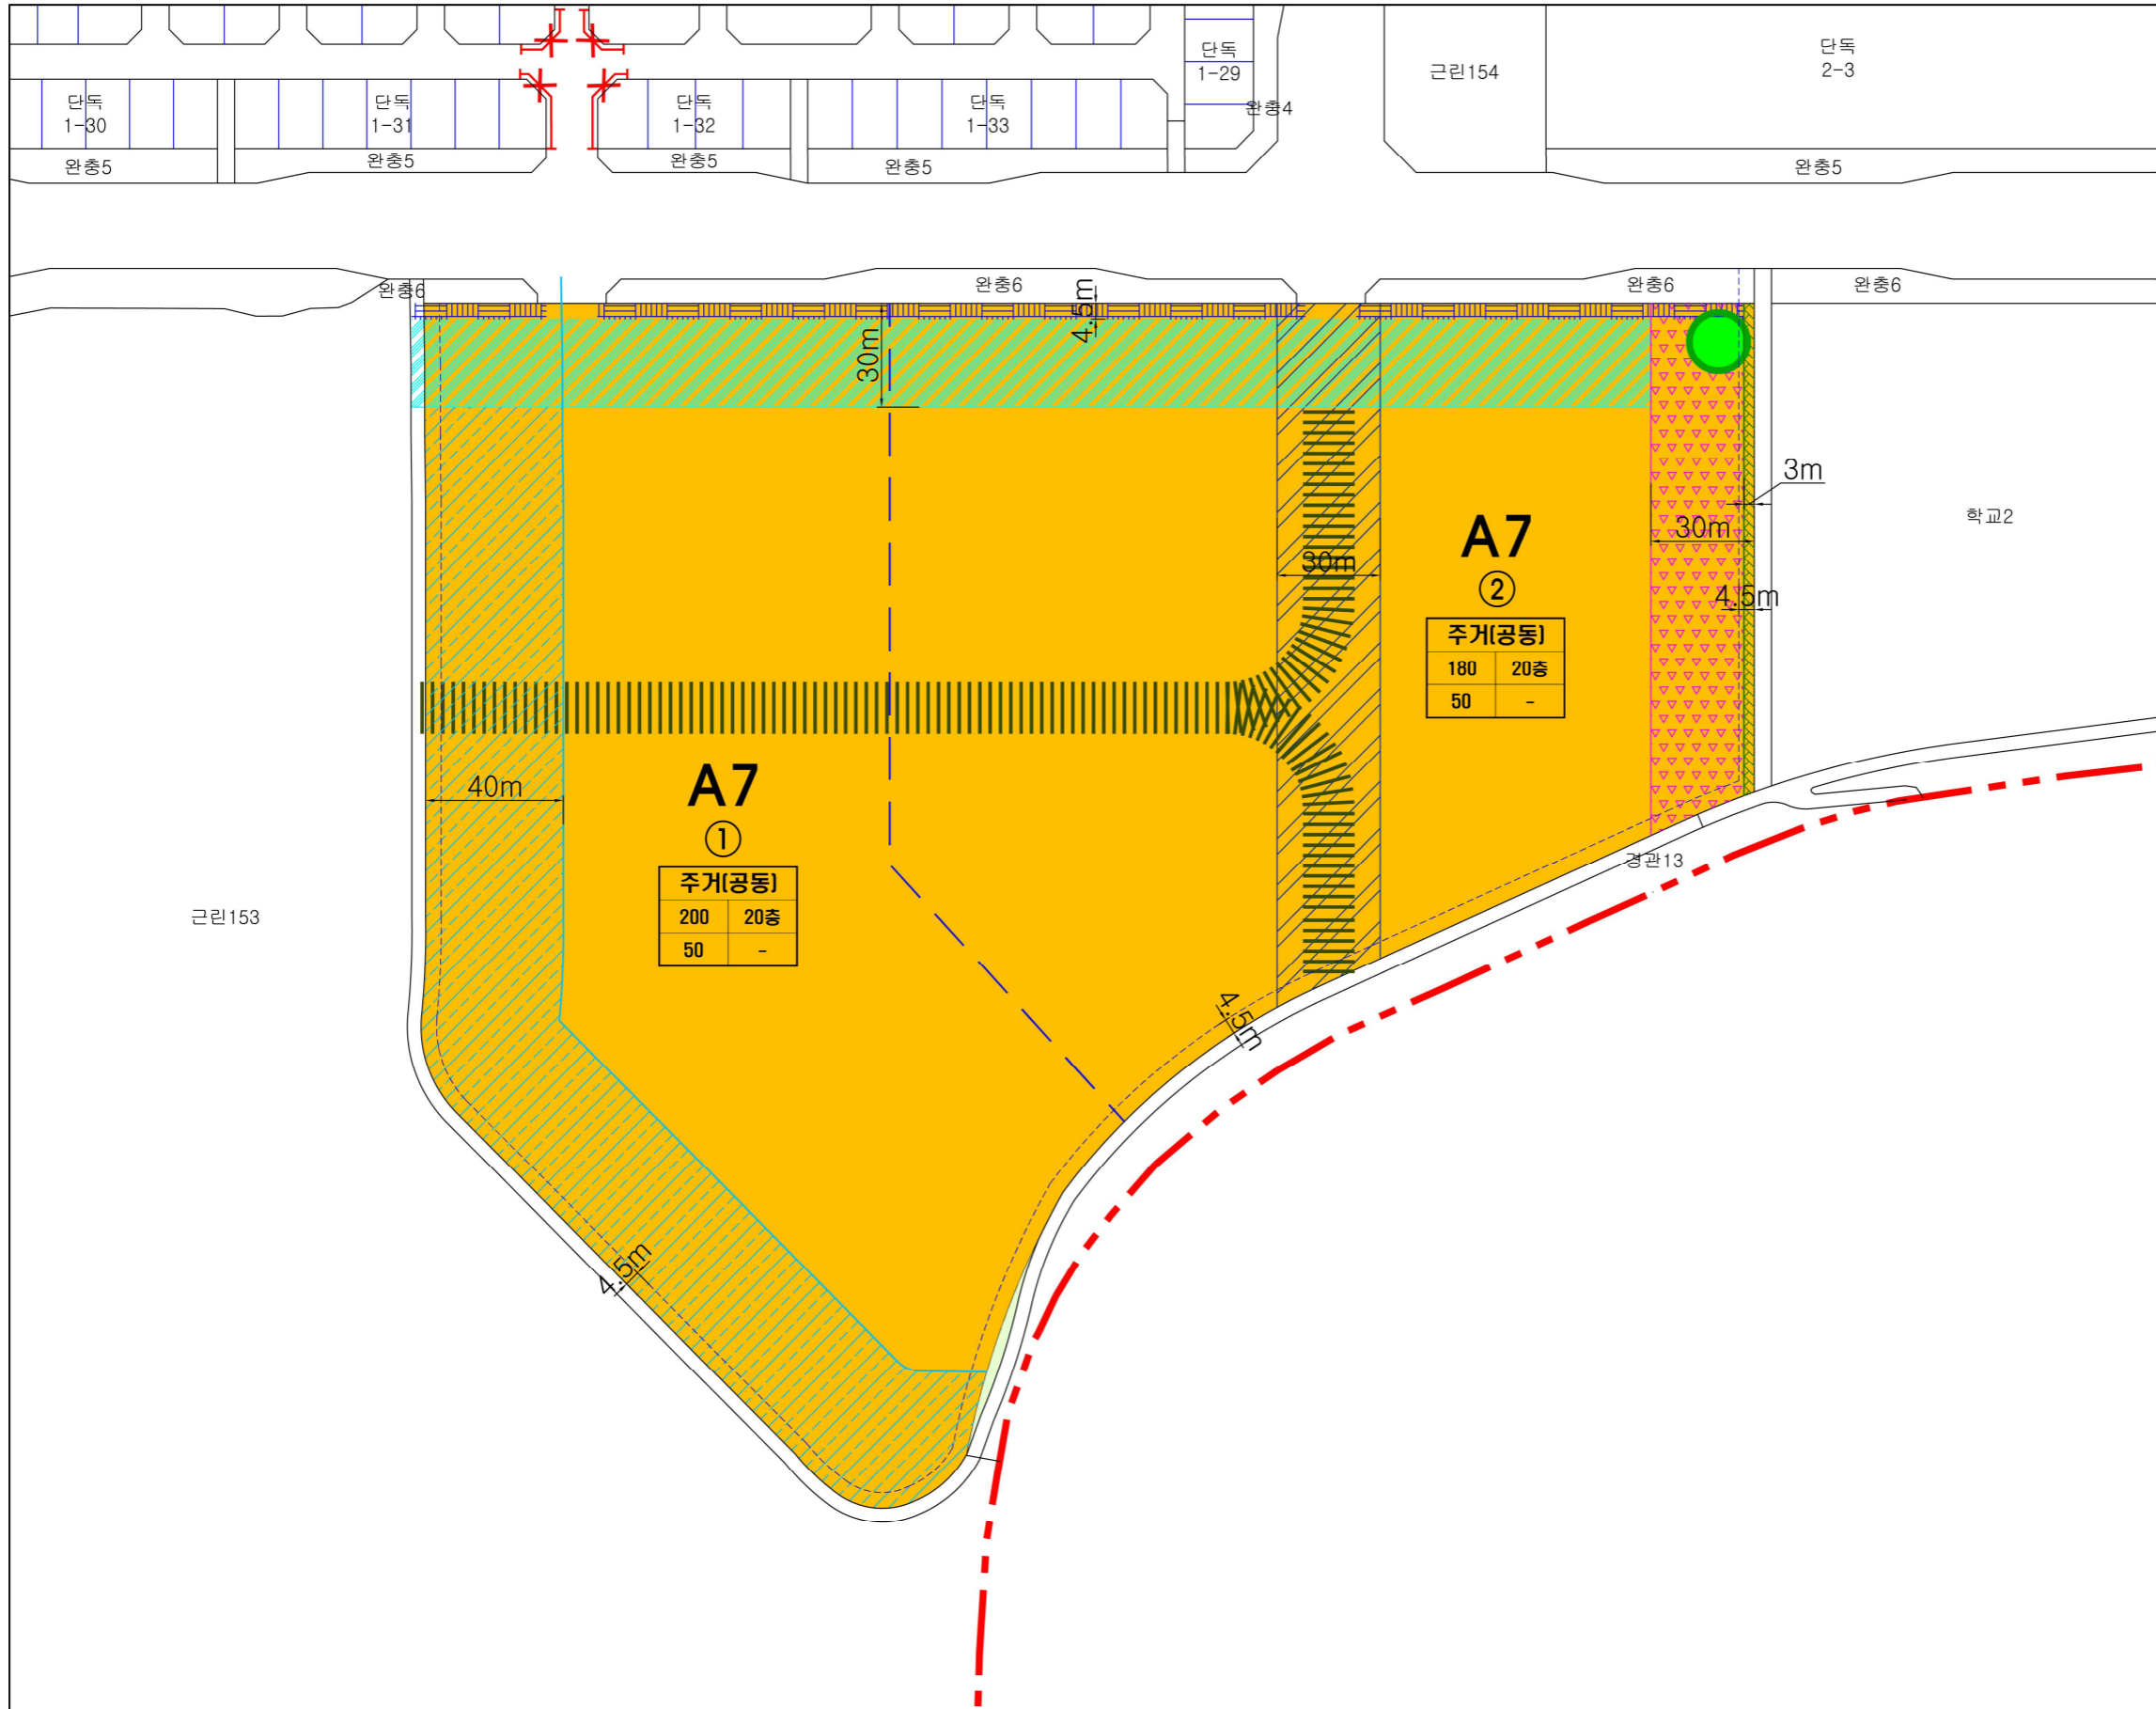 단독
1-29
근린154
단독
2-3
단독
1-30
단독
1-31
단독
1-32
단독
1-33
완충4
완충5
완충5
완충5
완충5
완충5
완충6
완충6
완충6
완충6
4.5m
30m
3m
학교2
A7
②
30m
30m
4.5m
주거(공동)
180 20층
50 -
A7
①
40m
주거(공동)
200 20층
50 -
경관13
근린153
4.5m
4.5m